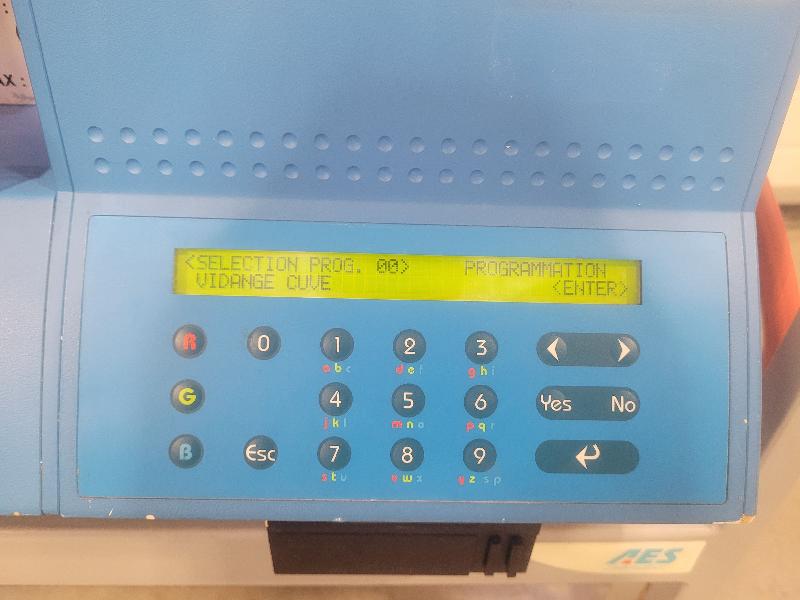 AX :
<SELECTION PROG. 00> PROGRAMMATION
VIDANGE CUVE <ENTER>
R 0 1 2 3 < >
abc def ghi
G 4 5 6 Yes No
jkl mno pqr
B Esc 7 8 9
stu vwx yz sp
AES